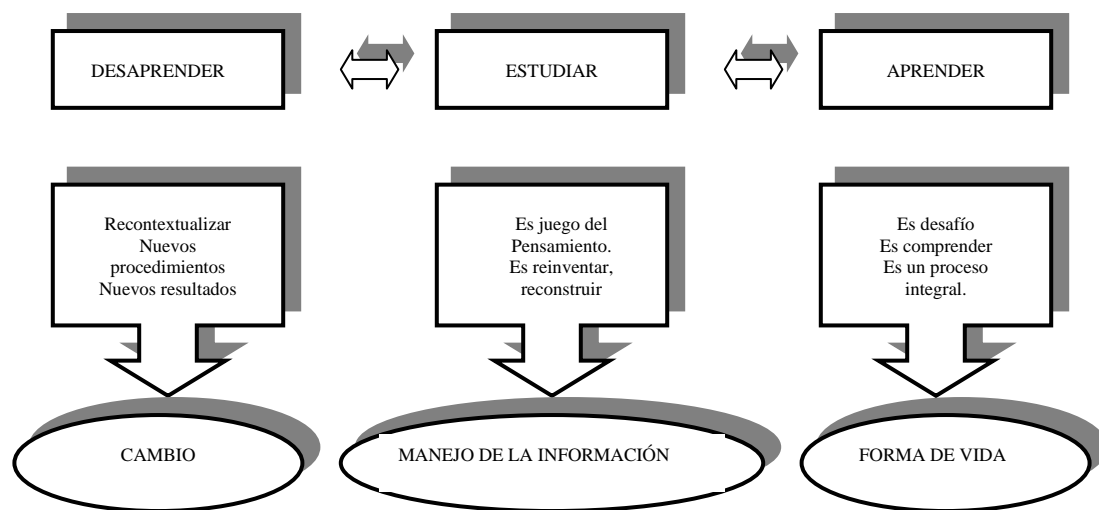 DESAPRENDER
ESTUDIAR
APRENDER
Recontextualizar
Nuevos
procedimientos
Nuevos resultados
Es juego del
Pensamiento.
Es reinventar,
reconstruir
Es desafío
Es comprender
Es un proceso
integral.
CAMBIO
MANEJO DE LA INFORMACIÓN
FORMA DE VIDA